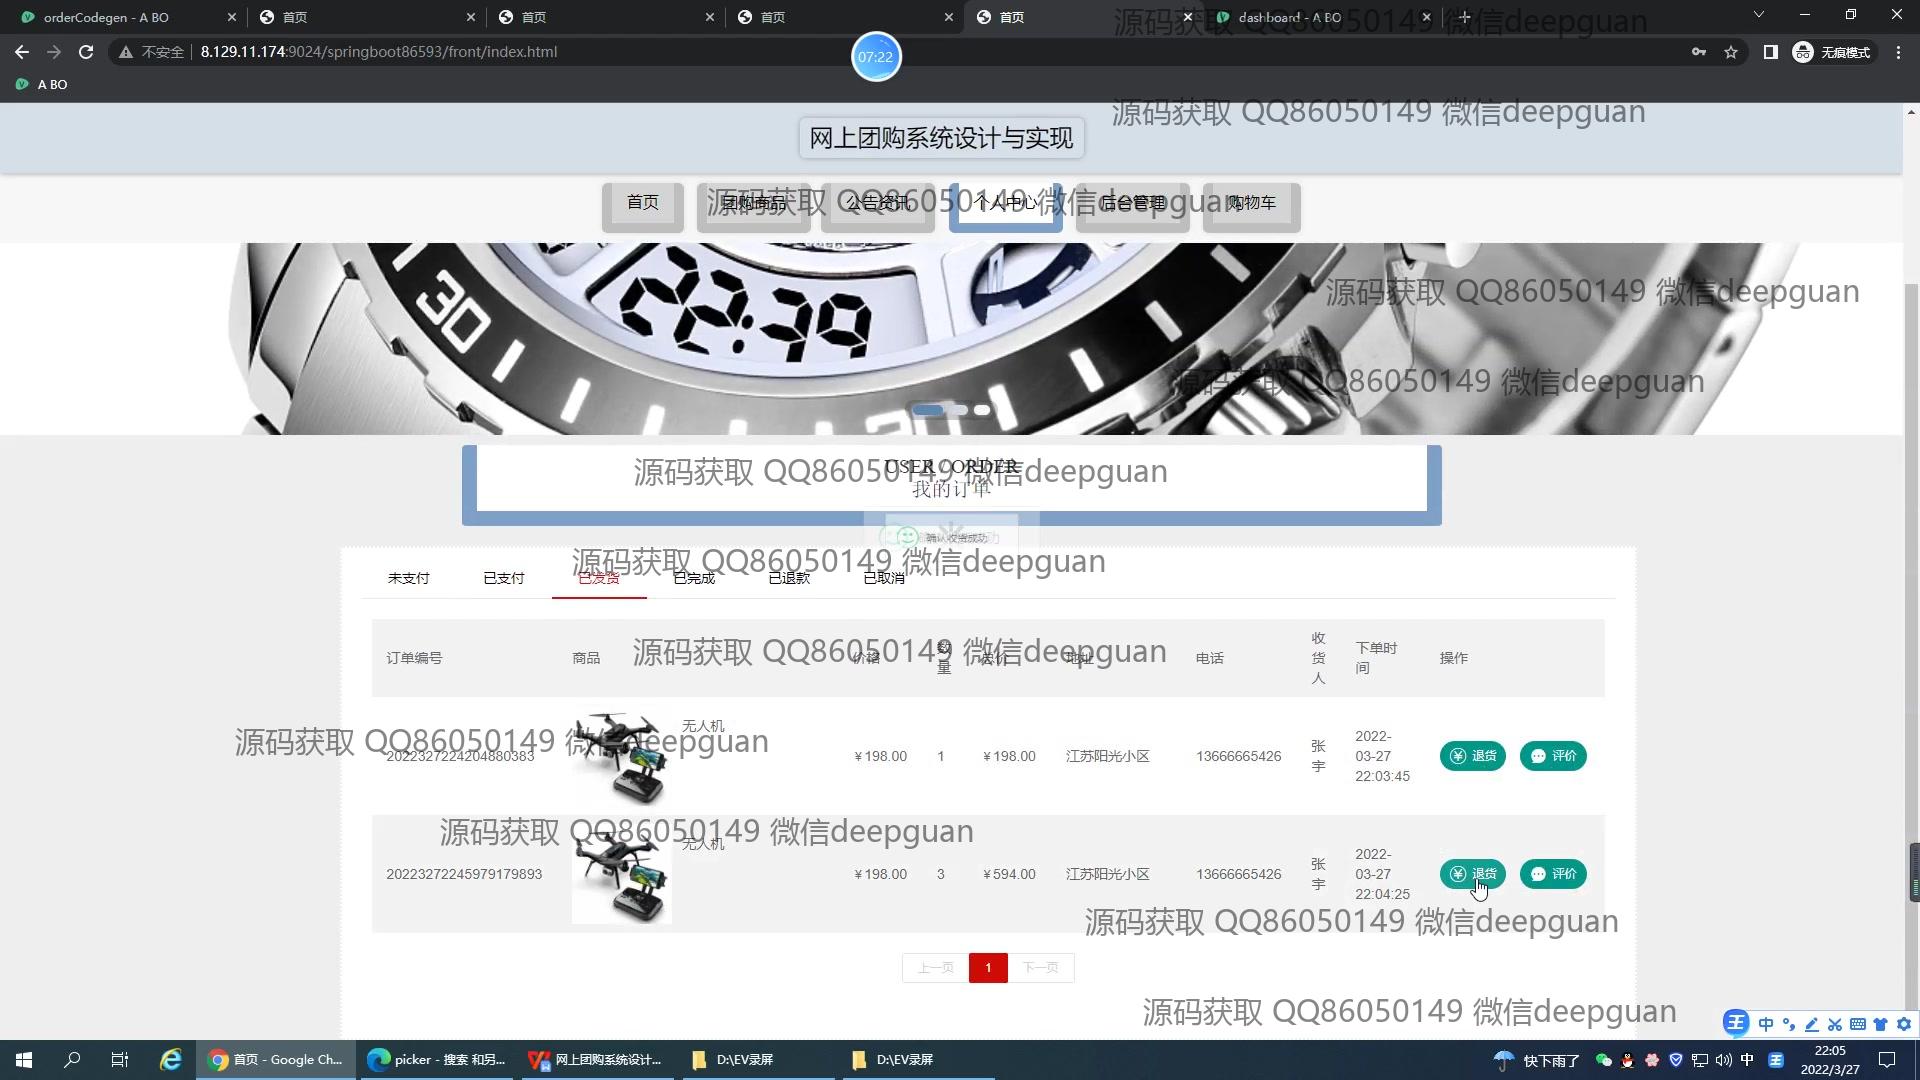 orderCodegen - A BO
首页
首页
首页
首页
dashboard - A BO
源码获取 QQ86050149 微信deepguan
不安全
8.129.11.174:9024/springboot86593/front/index.html
07:22
无痕模式
A BO
源码获取 QQ86050149 微信deepguan
网上团购系统设计与实现
首页
团购商品
公告资讯
个人中心
后台管理
购物车
源码获取 QQ86050149 微信deepguan
30
22:39
源码获取 QQ86050149 微信deepguan
源码获取 QQ86050149 微信deepguan
USER / ORDER
源码获取 QQ86050149 微信deepguan
我的订单
确认收货成功
源码获取 QQ86050149 微信deepguan
未支付
已支付
已发货
已完成
已退款
已取消
源码获取 QQ86050149 微信deepguan
订单编号
商品
价格
数量
总价
地址
电话
收货人
下单时间
操作
源码获取 QQ86050149 微信deepguan
2022327224204880383
无人机
￥198.00
1
￥198.00
江苏阳光小区
13666665426
张宇
2022-03-27 22:03:45
退货
评价
源码获取 QQ86050149 微信deepguan
20223272245979179893
无人机
￥198.00
3
￥594.00
江苏阳光小区
13666665426
张宇
2022-03-27 22:04:25
退货
评价
源码获取 QQ86050149 微信deepguan
上一页
1
下一页
源码获取 QQ86050149 微信deepguan
王
中
首页 - Google Ch...
picker - 搜索 和另...
网上团购系统设计...
D:\EV录屏
D:\EV录屏
快下雨了
中
22:05
2022/3/27